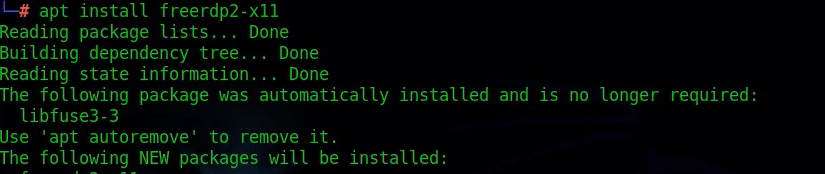 └─# apt install freerdp2-x11
Reading package lists... Done
Building dependency tree... Done
Reading state information... Done
The following package was automatically installed and is no longer required:
  libfuse3-3
Use 'apt autoremove' to remove it.
The following NEW packages will be installed: